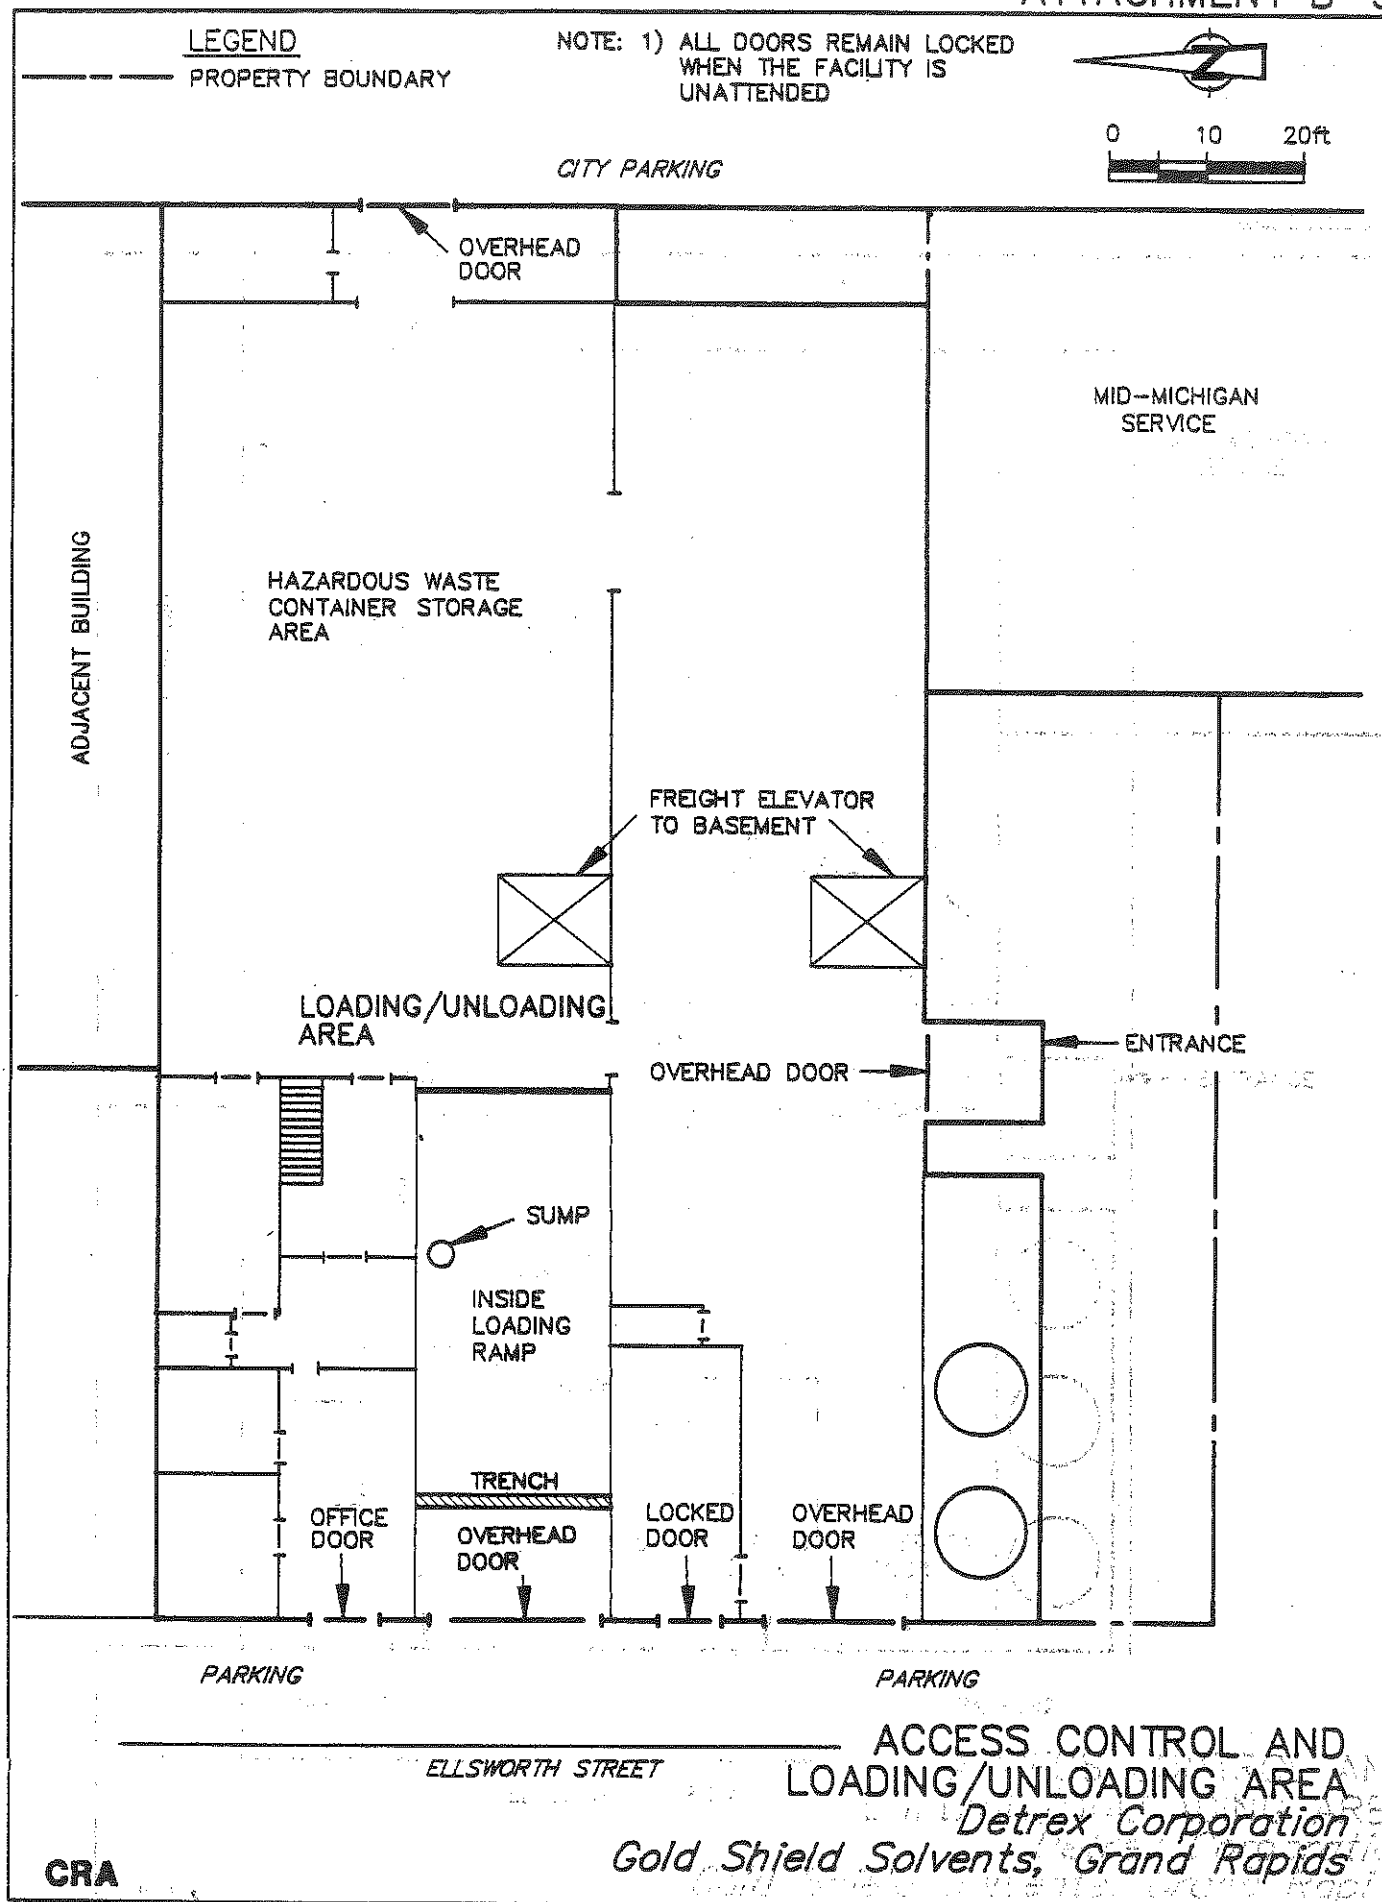 ATTACHMENT B
LEGEND
PROPERTY BOUNDARY
NOTE: 1) ALL DOORS REMAIN LOCKED
WHEN THE FACILITY IS
UNATTENDED
Z
0 10 20ft
CITY PARKING
OVERHEAD
DOOR
MID-MICHIGAN
SERVICE
ADJACENT BUILDING
HAZARDOUS WASTE
CONTAINER STORAGE
AREA
FREIGHT ELEVATOR
TO BASEMENT
LOADING/UNLOADING
AREA
OVERHEAD DOOR
ENTRANCE
SUMP
INSIDE
LOADING
RAMP
TRENCH
OFFICE
DOOR
OVERHEAD
DOOR
LOCKED
DOOR
OVERHEAD
DOOR
PARKING
PARKING
ELLSWORTH STREET
ACCESS CONTROL AND
LOADING/UNLOADING AREA
Detrex Corporation
Gold Shield Solvents, Grand Rapids
CRA